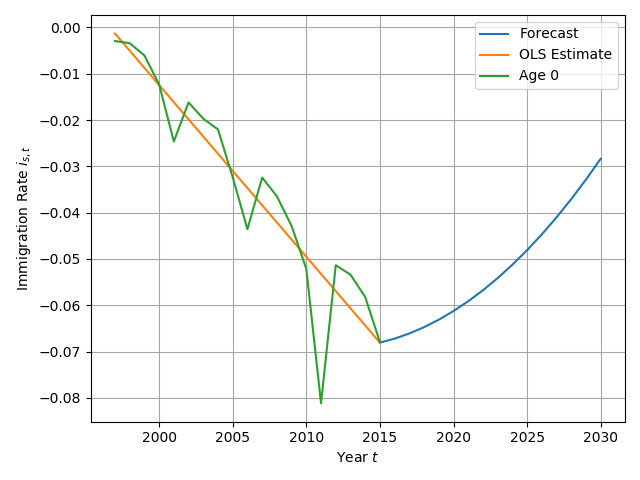 0.00
−0.01
−0.02
−0.03
−0.04
−0.05
−0.06
−0.07
−0.08
Immigration Rate i_{s,t}
Forecast
OLS Estimate
Age 0
2000 2005 2010 2015 2020 2025 2030
Year t